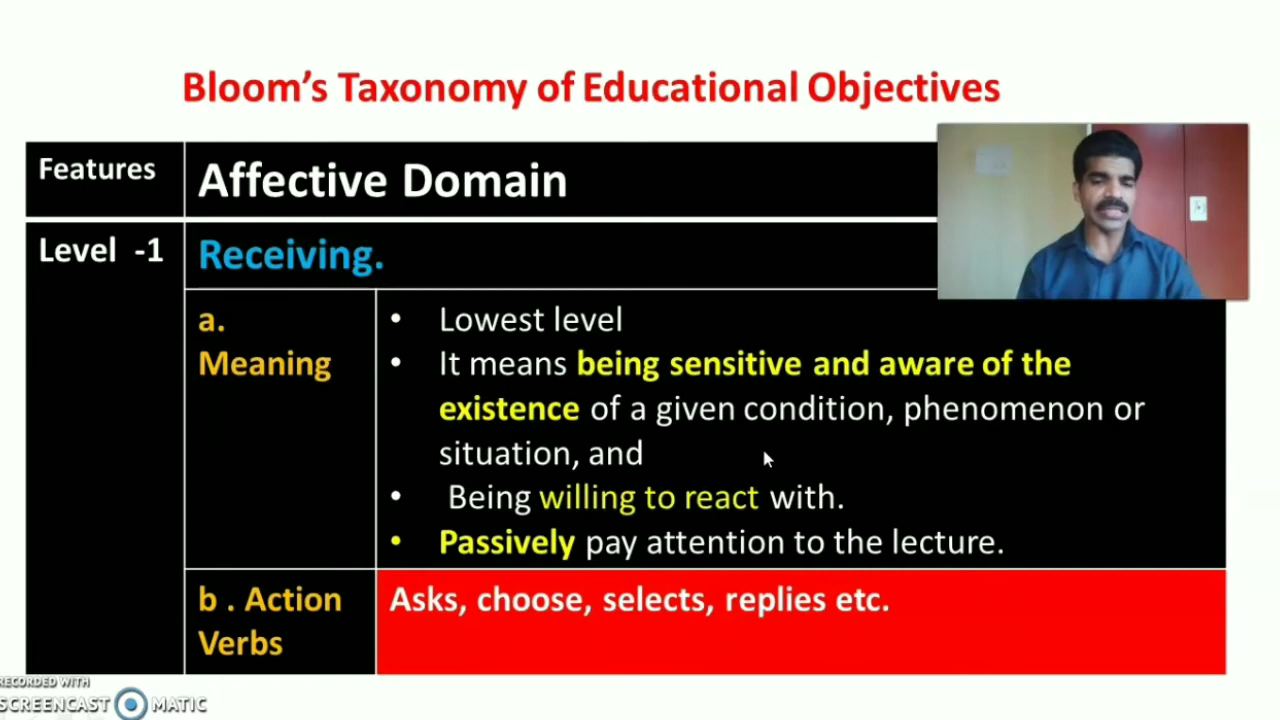 Bloom’s Taxonomy of Educational Objectives
Features
Affective Domain
Level -1
Receiving.
a.
Meaning
• Lowest level
• It means being sensitive and aware of the
existence of a given condition, phenomenon or
situation, and
• Being willing to react with.
• Passively pay attention to the lecture.
b . Action
Verbs
Asks, choose, selects, replies etc.
RECORDED WITH
SCREENCAST MATIC